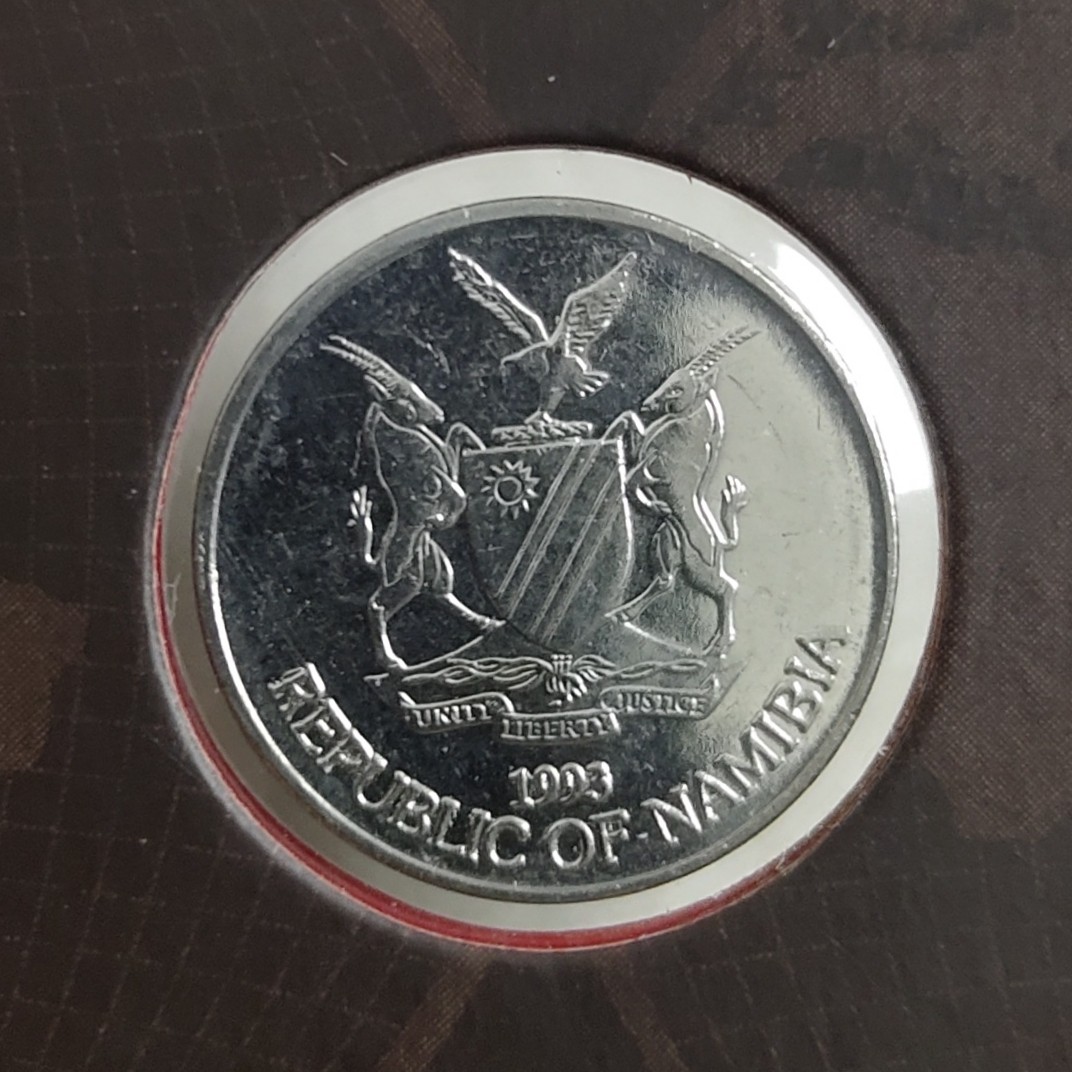 UNITY LIBERTY JUSTICE
1993
REPUBLIC OF NAMIBIA